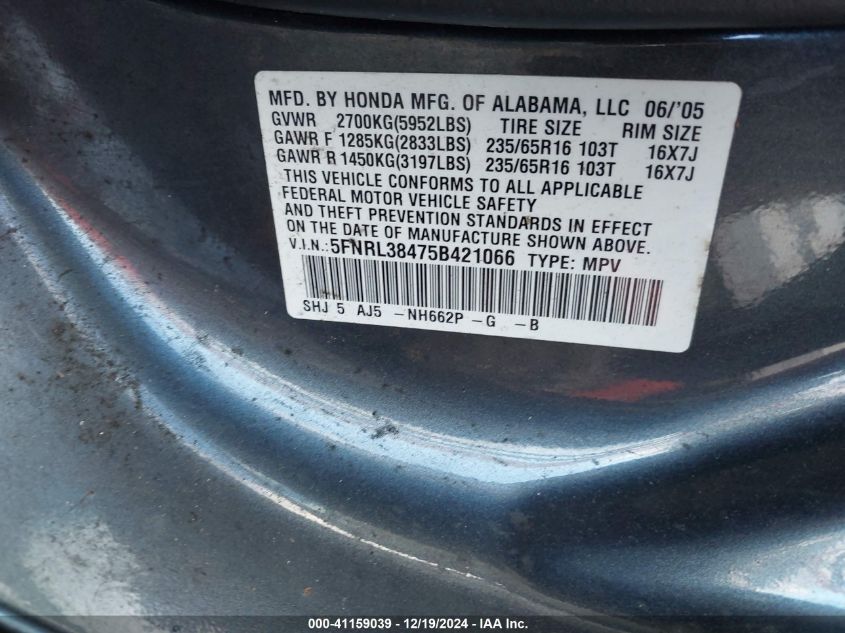 MFD. BY HONDA MFG. OF ALABAMA, LLC 06/'05
GVWR 2700KG(5952LBS) TIRE SIZE RIM SIZE
GAWR F 1285KG(2833LBS) 235/65R16 103T 16X7J
GAWR R 1450KG(3197LBS) 235/65R16 103T 16X7J
THIS VEHICLE CONFORMS TO ALL APPLICABLE
FEDERAL MOTOR VEHICLE SAFETY
AND THEFT PREVENTION STANDARDS IN EFFECT
ON THE DATE OF MANUFACTURE SHOWN ABOVE.
V.I.N.: 5FNRL38475B421066 TYPE: MPV
SHJ 5 AJ5 -NH662P -G -B
000-41159039 - 12/19/2024 - IAA Inc.